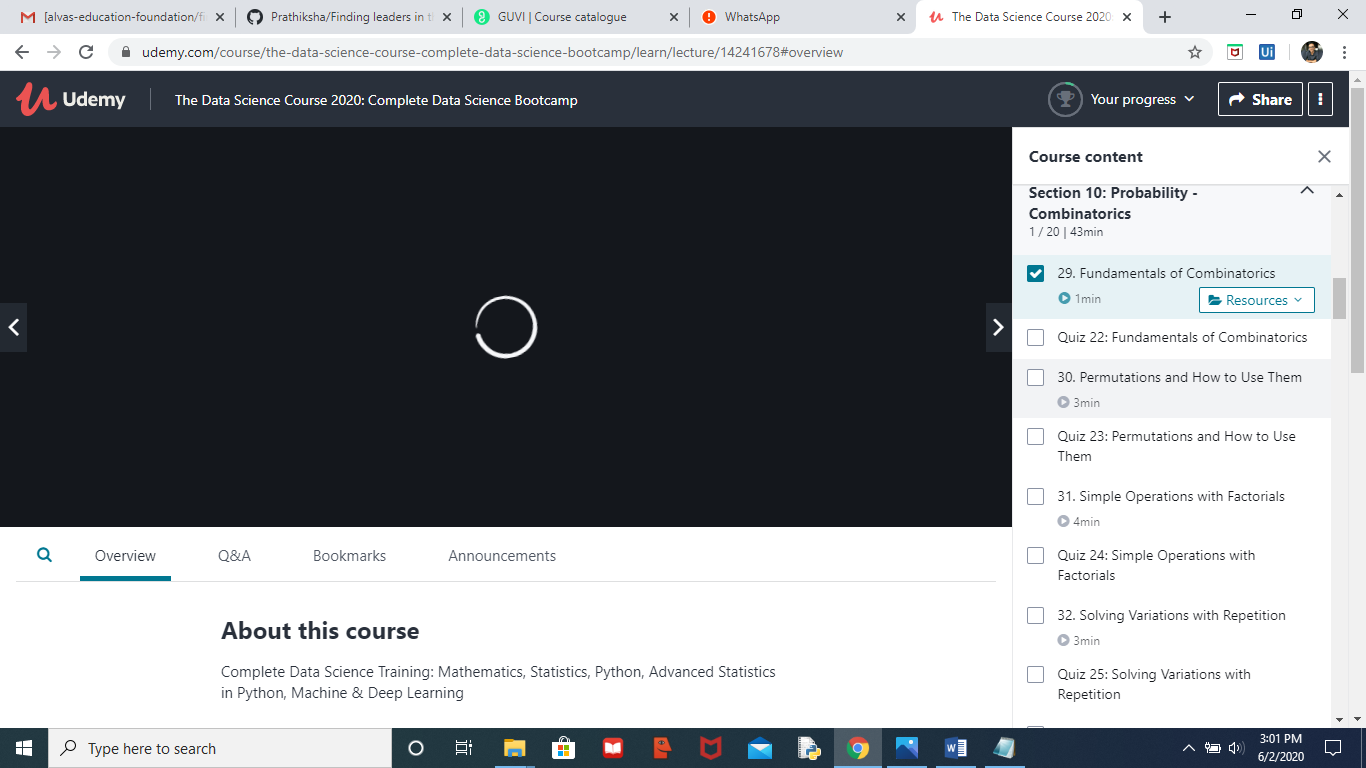 [alvas-education-foundation/fi
Prathiksha/Finding leaders in t
GUVI | Course catalogue
WhatsApp
The Data Science Course 2020:
udemy.com/course/the-data-science-course-complete-data-science-bootcamp/learn/lecture/14241678#overview
Ui
Udemy
The Data Science Course 2020: Complete Data Science Bootcamp
Your progress
Share
Course content
Section 10: Probability -
Combinatorics
1 / 20 | 43min
29. Fundamentals of Combinatorics
1min
Resources
Quiz 22: Fundamentals of Combinatorics
30. Permutations and How to Use Them
3min
Quiz 23: Permutations and How to Use
Them
31. Simple Operations with Factorials
4min
Quiz 24: Simple Operations with
Factorials
32. Solving Variations with Repetition
3min
Quiz 25: Solving Variations with
Repetition
Overview
Q&A
Bookmarks
Announcements
About this course
Complete Data Science Training: Mathematics, Statistics, Python, Advanced Statistics
in Python, Machine & Deep Learning
Type here to search
3:01 PM
6/2/2020